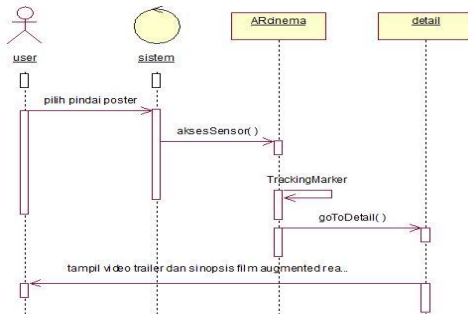 user
sistem
ARcinema
detail
pilih pindai poster
aksesSensor( )
TrackingMarker
goToDetail( )
tampil video trailer dan sinopsis film augmented rea...